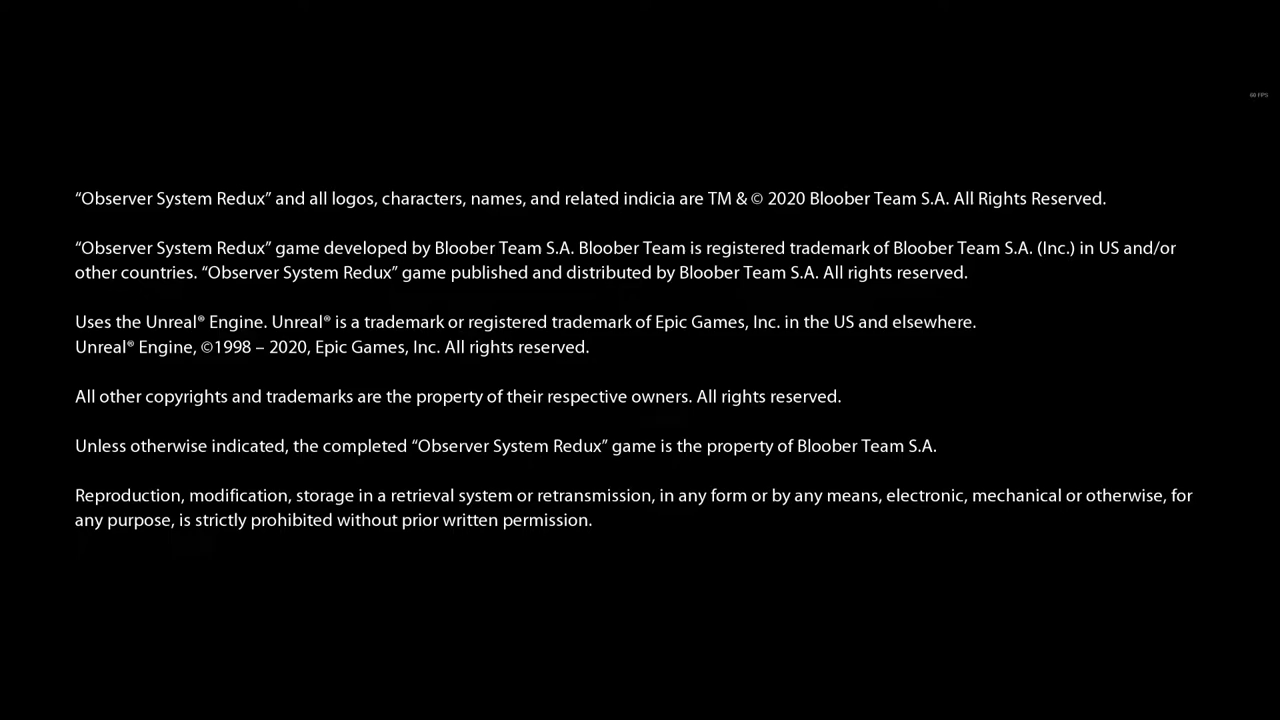 60 FPS
“Observer System Redux” and all logos, characters, names, and related indicia are TM & © 2020 Bloober Team S.A. All Rights Reserved.
“Observer System Redux” game developed by Bloober Team S.A. Bloober Team is registered trademark of Bloober Team S.A. (Inc.) in US and/or
other countries. “Observer System Redux” game published and distributed by Bloober Team S.A. All rights reserved.
Uses the Unreal® Engine. Unreal® is a trademark or registered trademark of Epic Games, Inc. in the US and elsewhere.
Unreal® Engine, ©1998 – 2020, Epic Games, Inc. All rights reserved.
All other copyrights and trademarks are the property of their respective owners. All rights reserved.
Unless otherwise indicated, the completed “Observer System Redux” game is the property of Bloober Team S.A.
Reproduction, modification, storage in a retrieval system or retransmission, in any form or by any means, electronic, mechanical or otherwise, for
any purpose, is strictly prohibited without prior written permission.